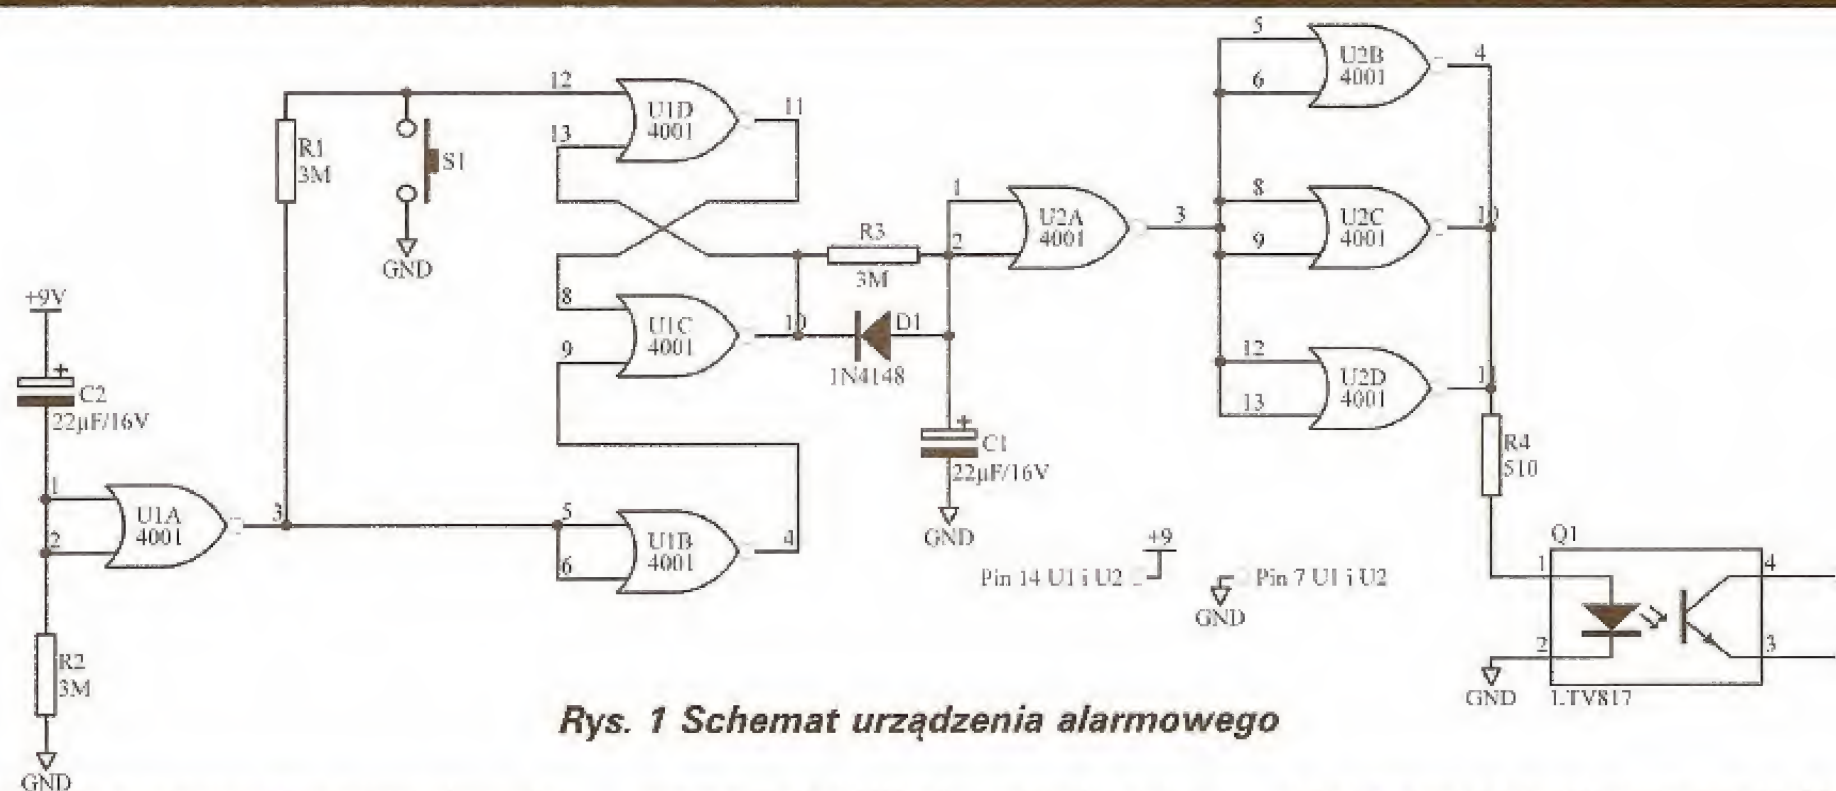 +9V
+
C2
22µF/16V
1
2
U1A
4001
3
R2
3M
GND
R1
3M
S1
GND
12
13
U1D
4001
11
8
9
U1C
4001
10
5
6
U1B
4001
4
R3
3M
D1
1N4148
+
C1
22µF/16V
GND
1
2
U2A
4001
3
5
6
U2B
4001
4
8
9
U2C
4001
10
12
13
U2D
4001
11
R4
510
+9
Pin 14 U1 i U2
Pin 7 U1 i U2
GND
Q1
1
2
4
3
GND
LTV817
Rys. 1 Schemat urządzenia alarmowego